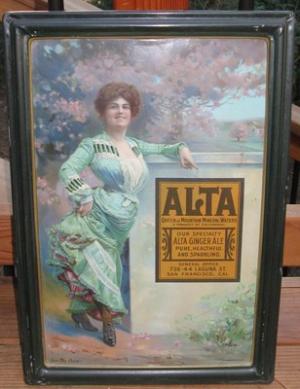 ALTA
QUEEN OF MOUNTAIN MINERAL WATERS
OUR SPECIALTY
ALTA GINGER ALE
PURE, HEALTHFUL
AND SPARKLING.
GENERAL OFFICE
736-44 LAGUNA ST.
SAN FRANCISCO, CAL.